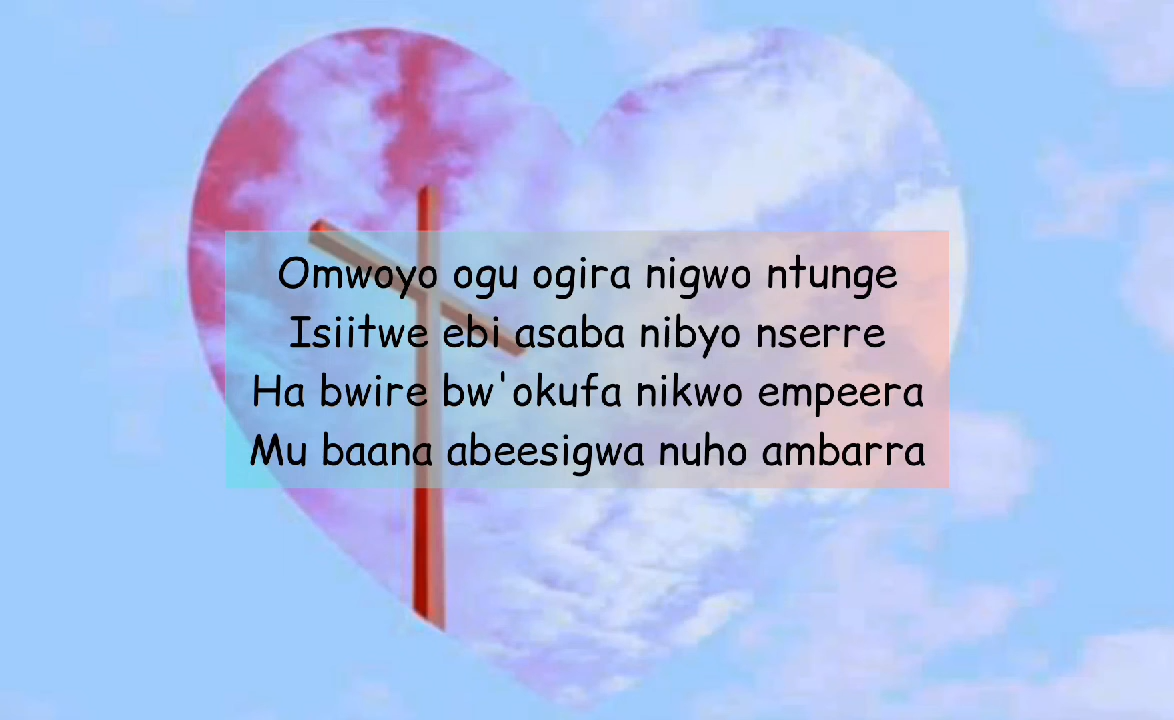 Omwoyo ogu ogira nigwo ntunge
Isiitwe ebi asaba nibyo nserre
Ha bwire bw'okufa nikwo empeera
Mu baana abeesigwa nuho ambarra